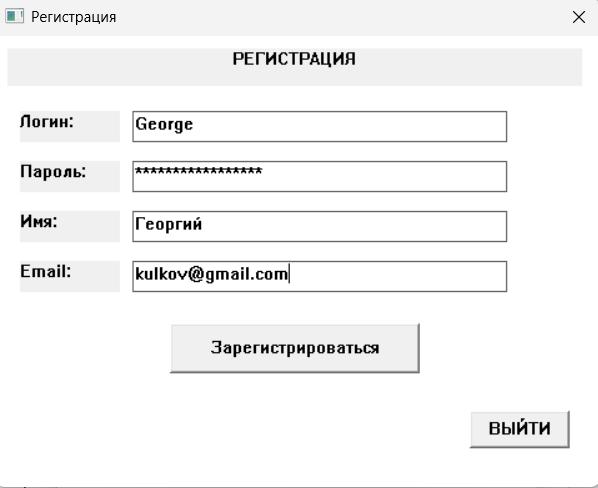 Регистрация
РЕГИСТРАЦИЯ
Логин: George
Пароль: *****************
Имя: Георгий
Email: kulkov@gmail.com
Зарегистрироваться
ВЫЙТИ